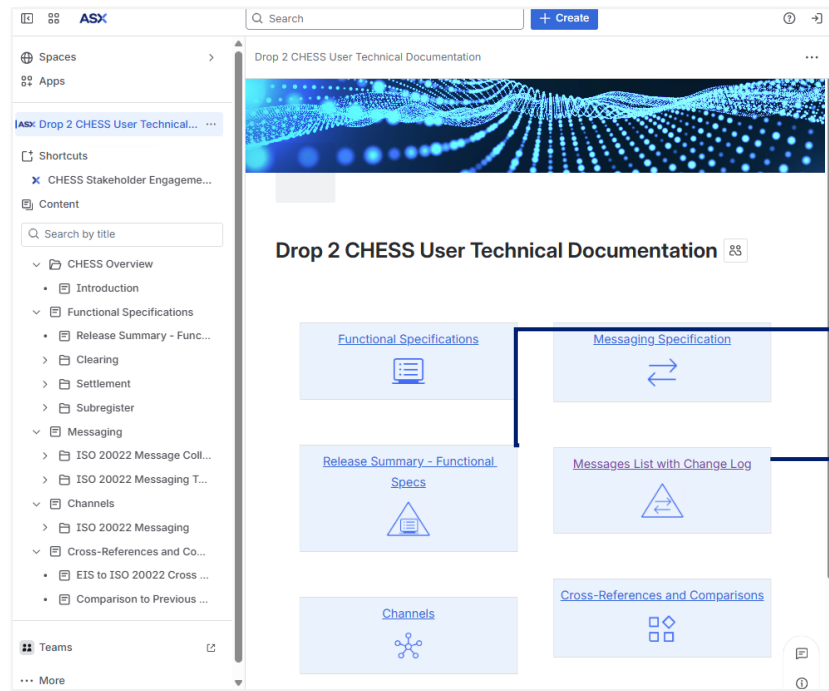 ASX
Search
+ Create
Spaces
Apps
ASX Drop 2 CHESS User Technical... ...
Shortcuts
CHESS Stakeholder Engageme...
Content
Search by title
CHESS Overview
Introduction
Functional Specifications
Release Summary - Func...
Clearing
Settlement
Subregister
Messaging
ISO 20022 Message Coll...
ISO 20022 Messaging T...
Channels
ISO 20022 Messaging
Cross-References and Co...
EIS to ISO 20022 Cross ...
Comparison to Previous ...
Teams
... More
Drop 2 CHESS User Technical Documentation
...
Drop 2 CHESS User Technical Documentation
Functional Specifications
Messaging Specification
Release Summary - Functional
Specs
Messages List with Change Log
Channels
Cross-References and Comparisons